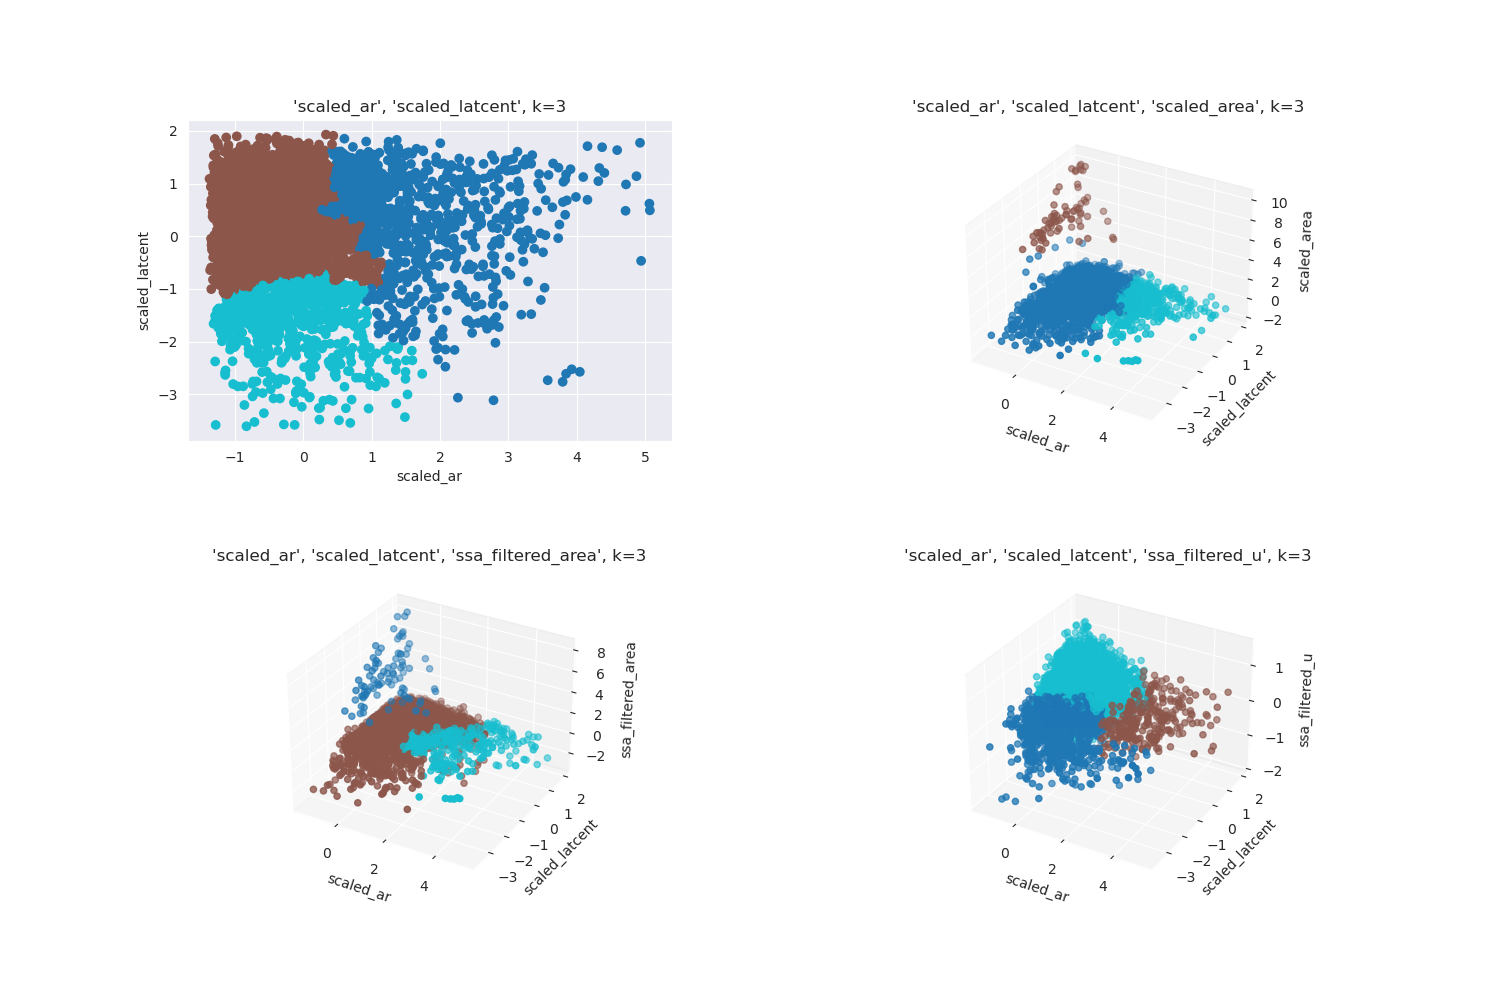 'scaled_ar', 'scaled_latcent', k=3
2
1
0
−1
−2
−3
scaled_latcent
−1 0 1 2 3 4 5
scaled_ar
'scaled_ar', 'scaled_latcent', 'scaled_area', k=3
10
8
6
4
2
0
−2
scaled_area
2
1
0
−1
−2
−3
scaled_latcent
0 2 4
scaled_ar
'scaled_ar', 'scaled_latcent', 'ssa_filtered_area', k=3
8
6
4
2
0
−2
ssa_filtered_area
2
1
0
−1
−2
−3
scaled_latcent
0 2 4
scaled_ar
'scaled_ar', 'scaled_latcent', 'ssa_filtered_u', k=3
1
0
−1
−2
ssa_filtered_u
2
1
0
−1
−2
−3
scaled_latcent
0 2 4
scaled_ar